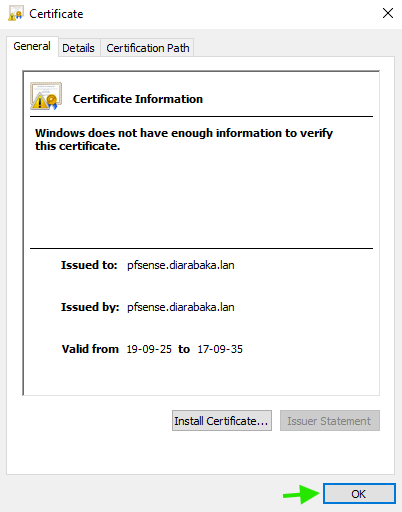 Certificate
General Details Certification Path
Certificate Information
Windows does not have enough information to verify
this certificate.
Issued to: pfsense.diarabaka.lan
Issued by: pfsense.diarabaka.lan
Valid from 19-09-25 to 17-09-35
Install Certificate... Issuer Statement
OK